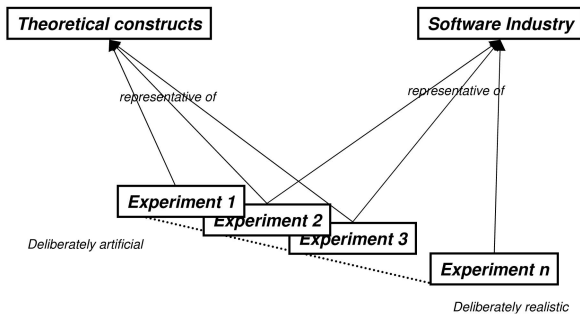 Theoretical constructs
Software Industry
representative of
representative of
Experiment 1
Experiment 2
Experiment 3
Deliberately artificial
Experiment n
Deliberately realistic